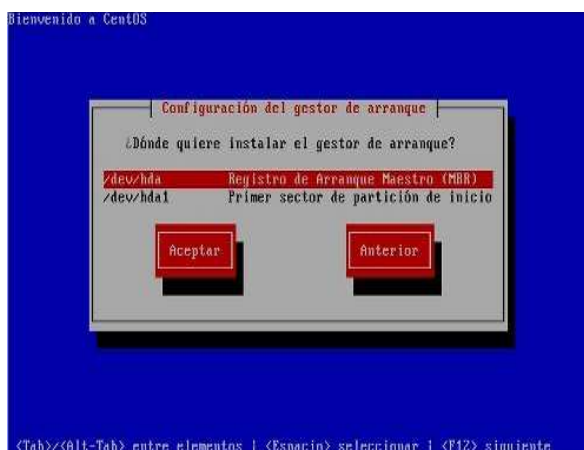 Bienvenido a CentOS
Configuración del gestor de arranque
¿Dónde quiere instalar el gestor de arranque?
/dev/hda Registro de Arranque Maestro (MBR)
/dev/hda1 Primer sector de partición de inicio
Aceptar Anterior
<Tab>/<Alt-Tab> entre elementos | <Espacio> seleccionar | <F12> siguiente